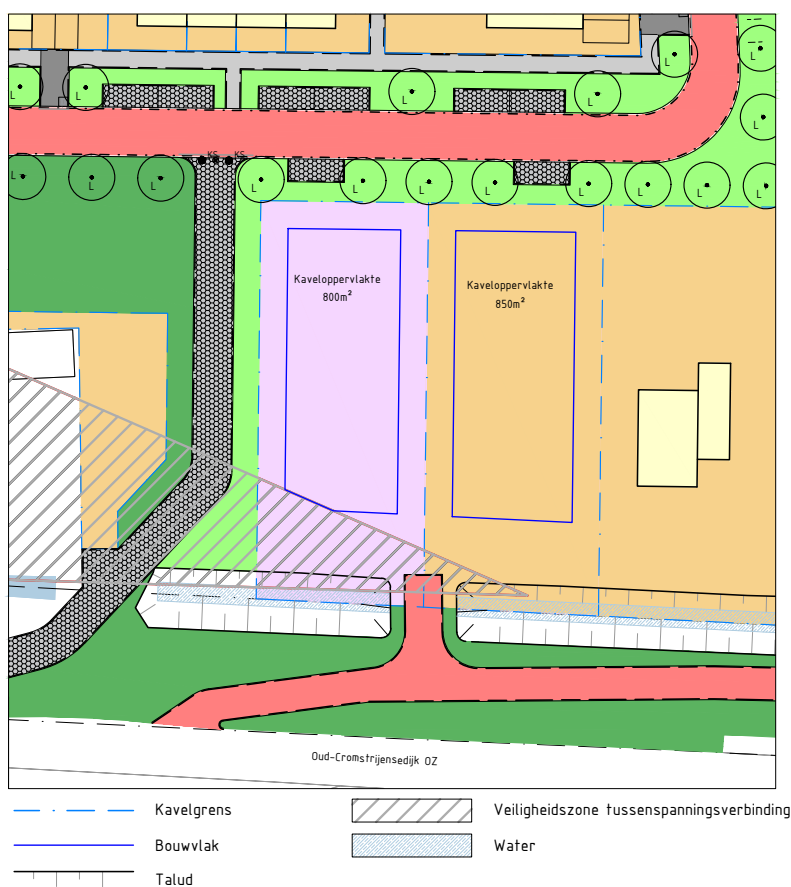 L
L
L
L
L
KS
KS
L
L
L
L
L
L
L
L
L
L
L
L
Kaveloppervlakte
800m²
Kaveloppervlakte
850m²
Oud-Cromstrijensedijk OZ
Kavelgrens
Veiligheidszone tussenspanningsverbinding
Bouwvlak
Water
Talud